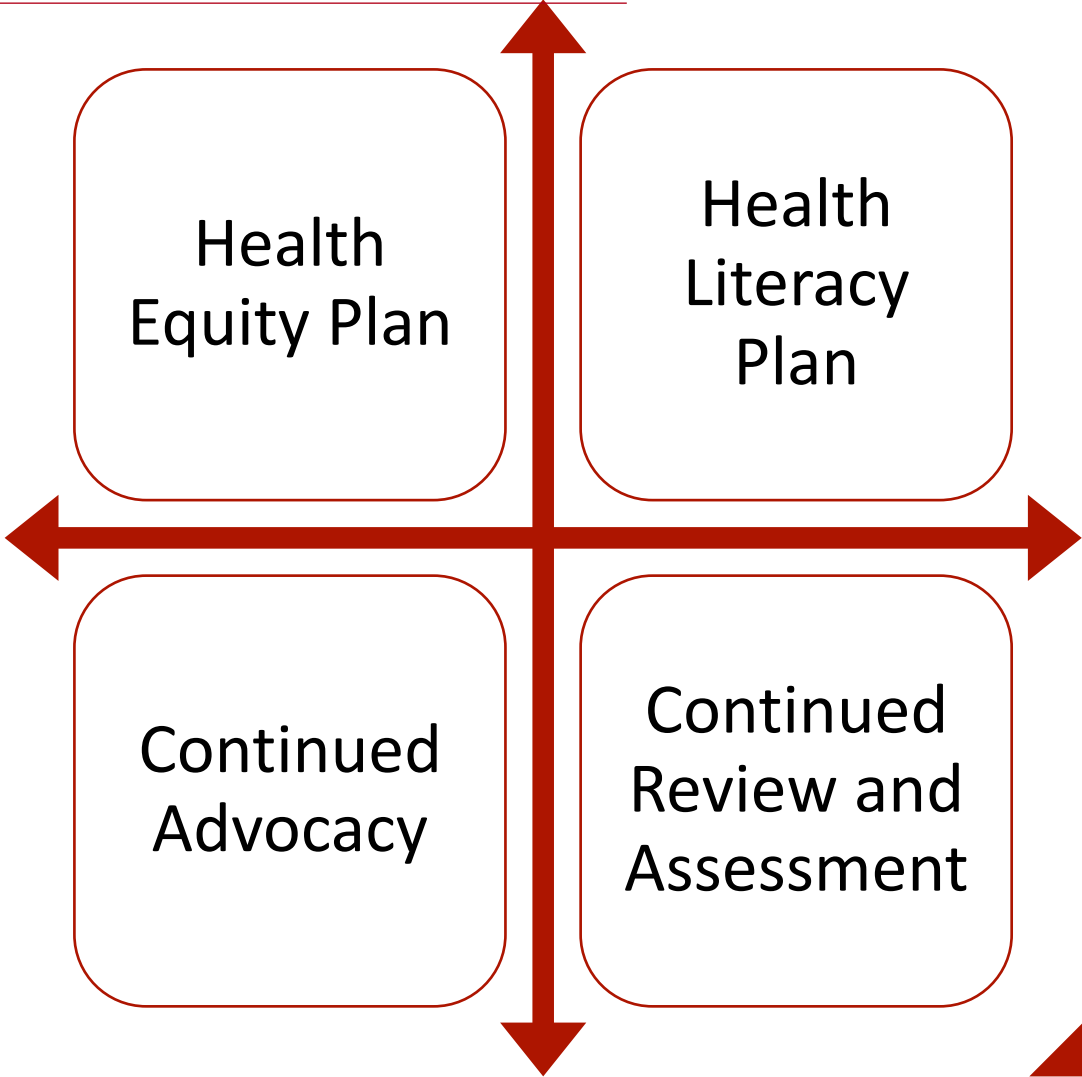 Health
Equity Plan
Health
Literacy
Plan
Continued
Advocacy
Continued
Review and
Assessment